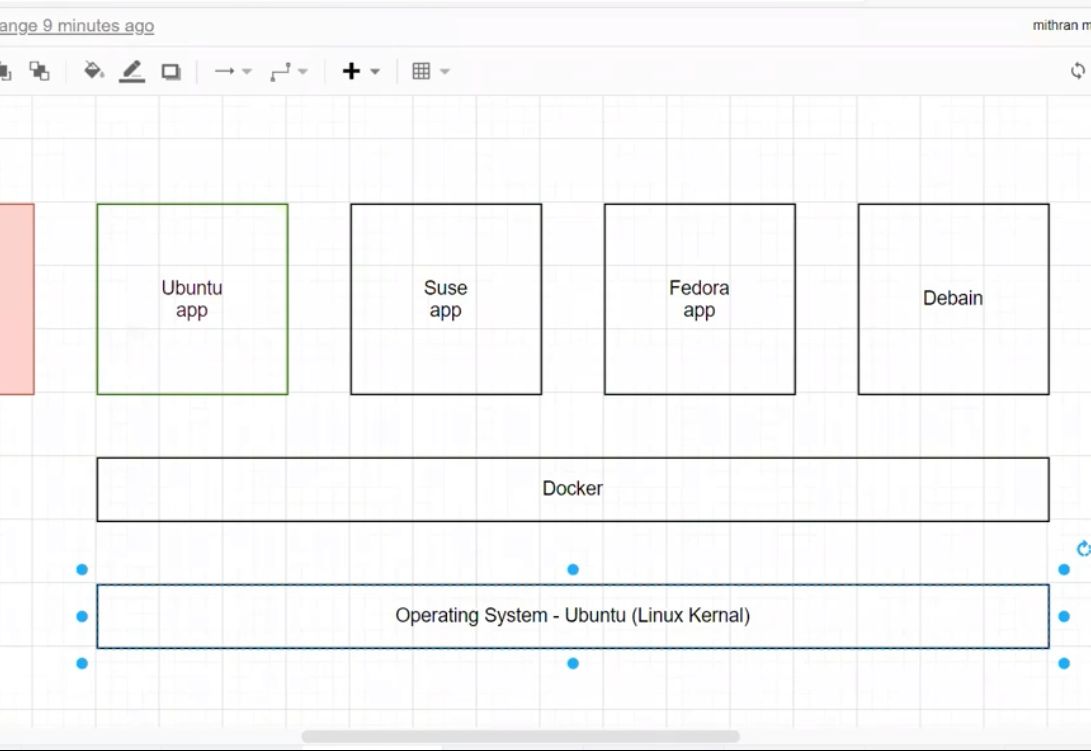 ange 9 minutes ago
mithran m
Ubuntu
app
Suse
app
Fedora
app
Debain
Docker
Operating System - Ubuntu (Linux Kernal)